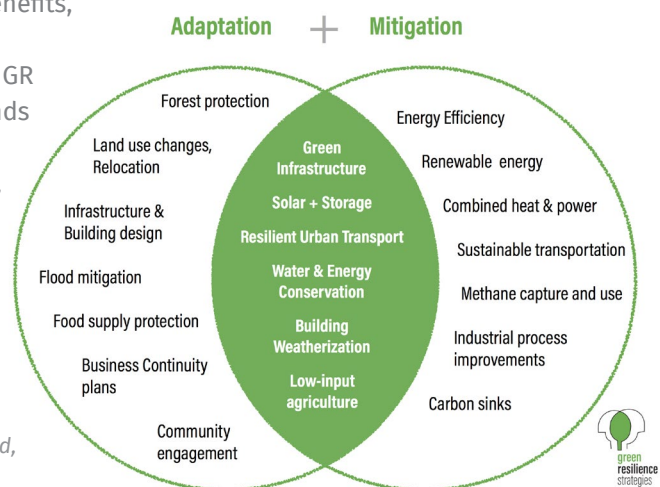 enefits,
GR
nds
d,
Adaptation + Mitigation
Forest protection
Land use changes,
Relocation
Infrastructure &
Building design
Flood mitigation
Food supply protection
Business Continuity
plans
Community
engagement
Green
Infrastructure
Solar + Storage
Resilient Urban Transport
Water & Energy
Conservation
Building
Weatherization
Low-input
agriculture
Energy Efficiency
Renewable energy
Combined heat & power
Sustainable transportation
Methane capture and use
Industrial process
improvements
Carbon sinks
green
resilience
strategies